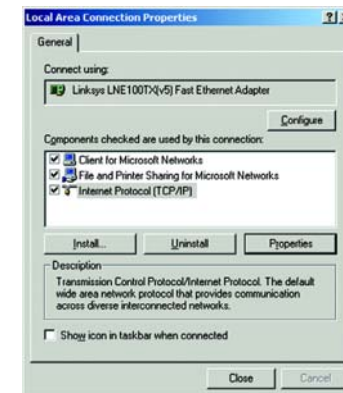 Local Area Connection Properties
General
Connect using:
Linksys LNE100TX(v5) Fast Ethernet Adapter
Configure
Components checked are used by this connection:
Client for Microsoft Networks
File and Printer Sharing for Microsoft Networks
Internet Protocol (TCP/IP)
Install... Uninstall Properties
Description
Transmission Control Protocol/Internet Protocol. The default
wide area network protocol that provides communication
across diverse interconnected networks.
Show icon in taskbar when connected
Close Cancel